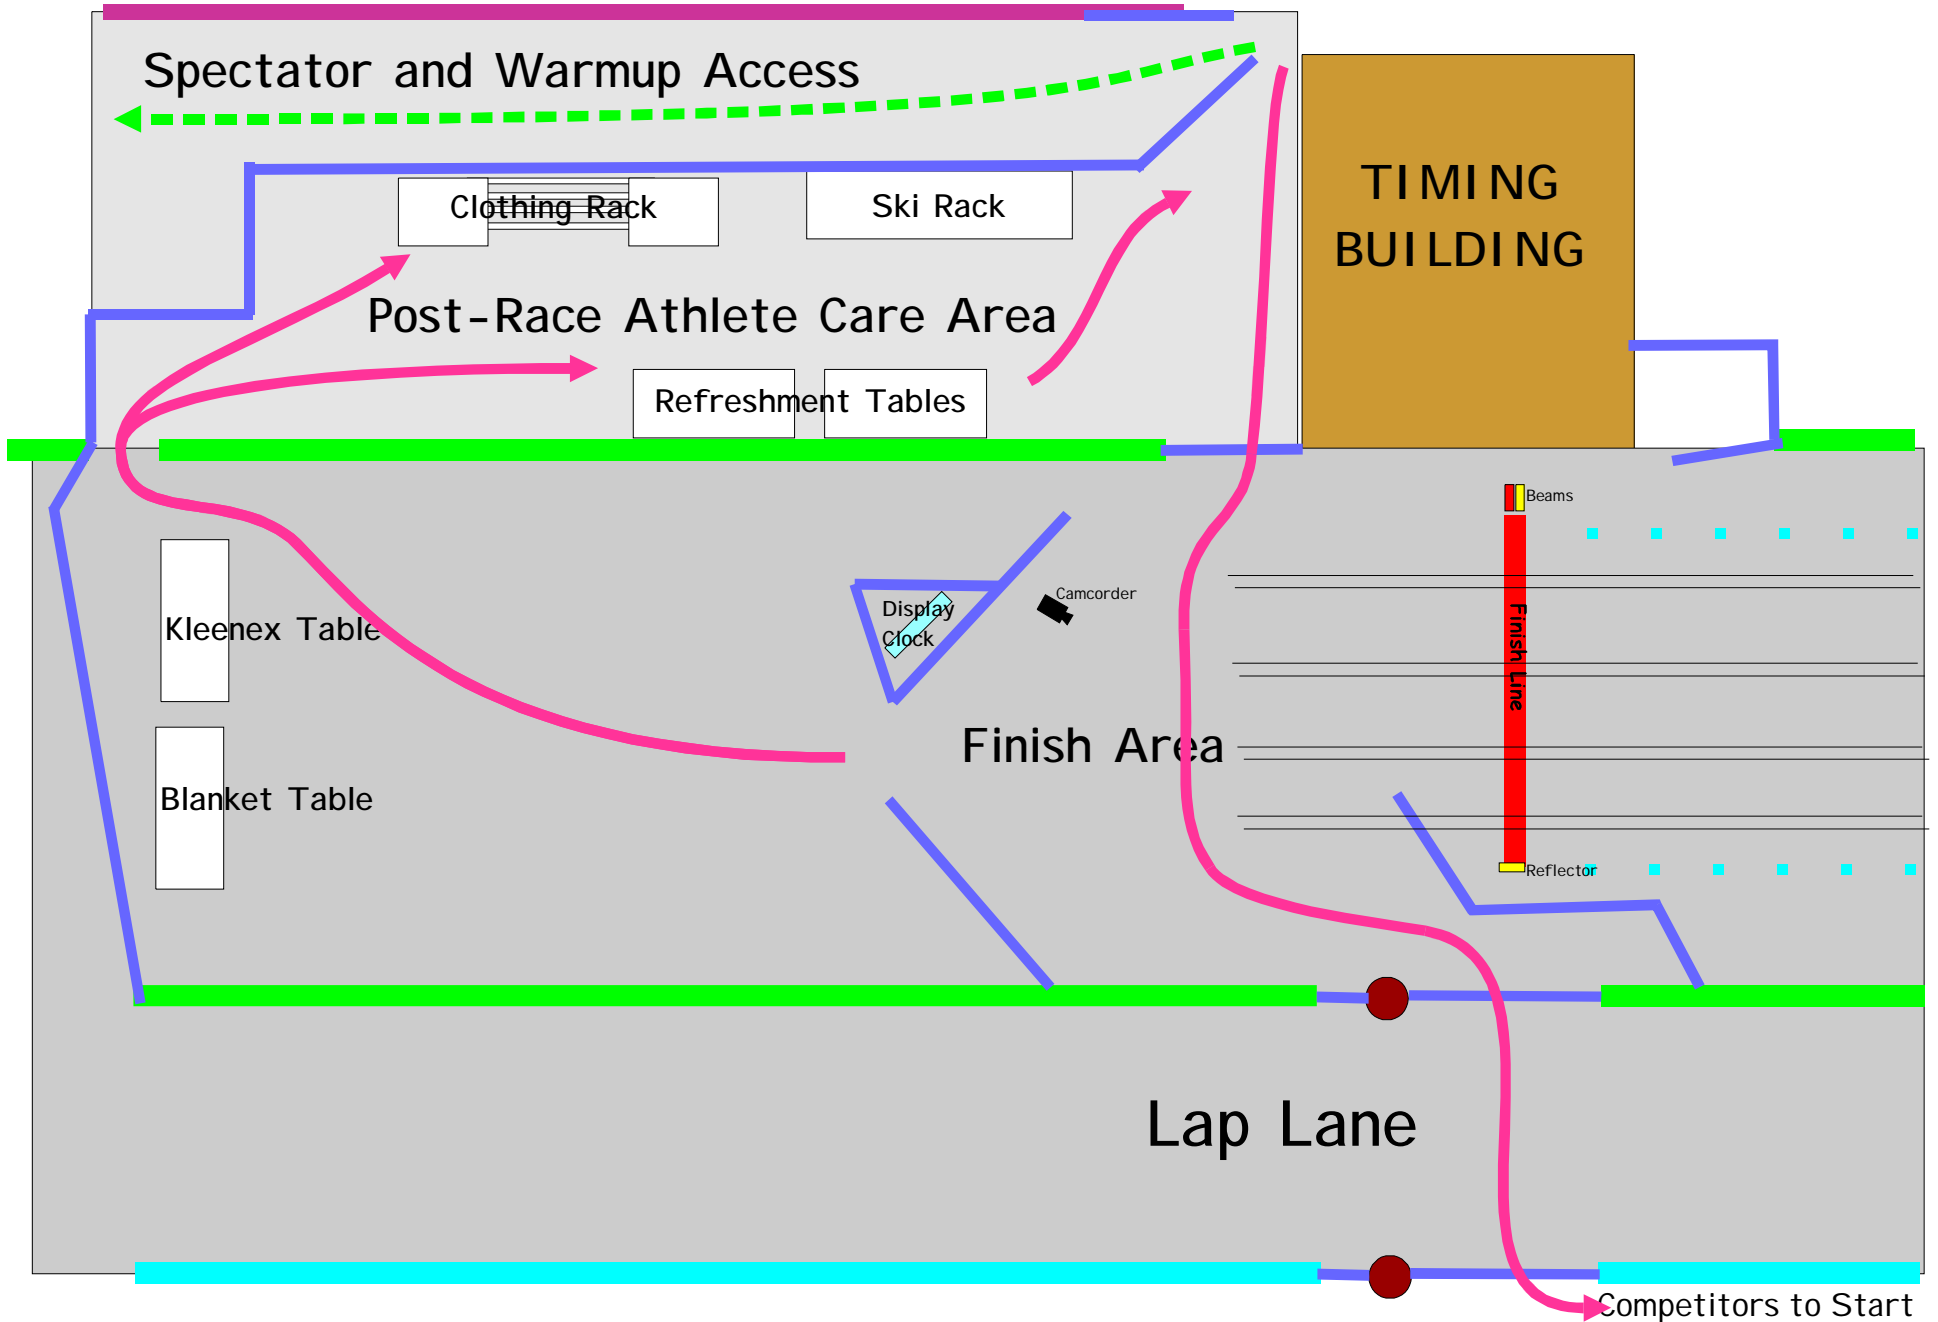 Spectator and Warmup Access
TIMING
BUILDING
Clothing Rack
Ski Rack
Post-Race Athlete Care Area
Refreshment Tables
Beams
Camcorder
Display
Clock
Finish Line
Kleenex Table
Finish Area
Blanket Table
Reflector
Lap Lane
Competitors to Start